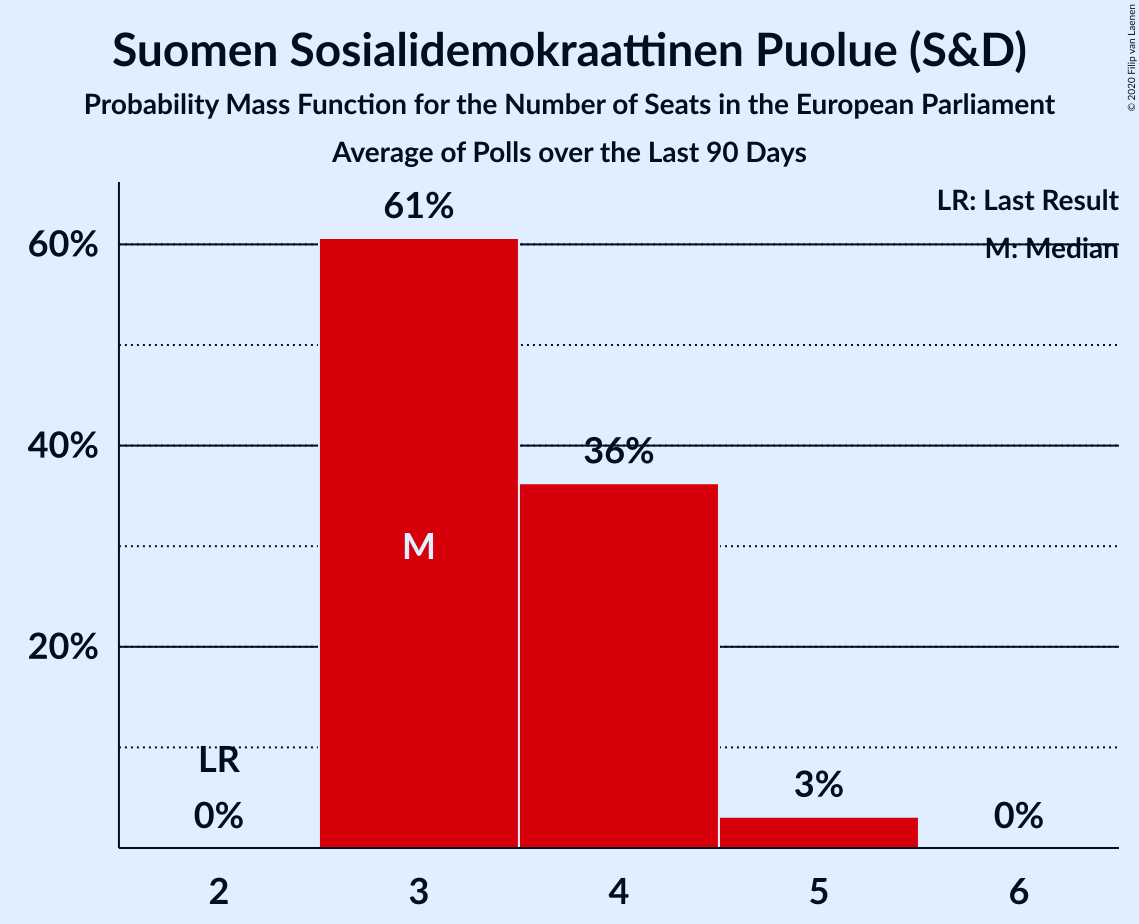 Suomen Sosialidemokraattinen Puolue (S&D)
Probability Mass Function for the Number of Seats in the European Parliament
Average of Polls over the Last 90 Days
© 2020 Filip van Laenen
LR: Last Result
M: Median
61%
60%
40%
36%
M
20%
LR
0%
3%
0%
2 3 4 5 6